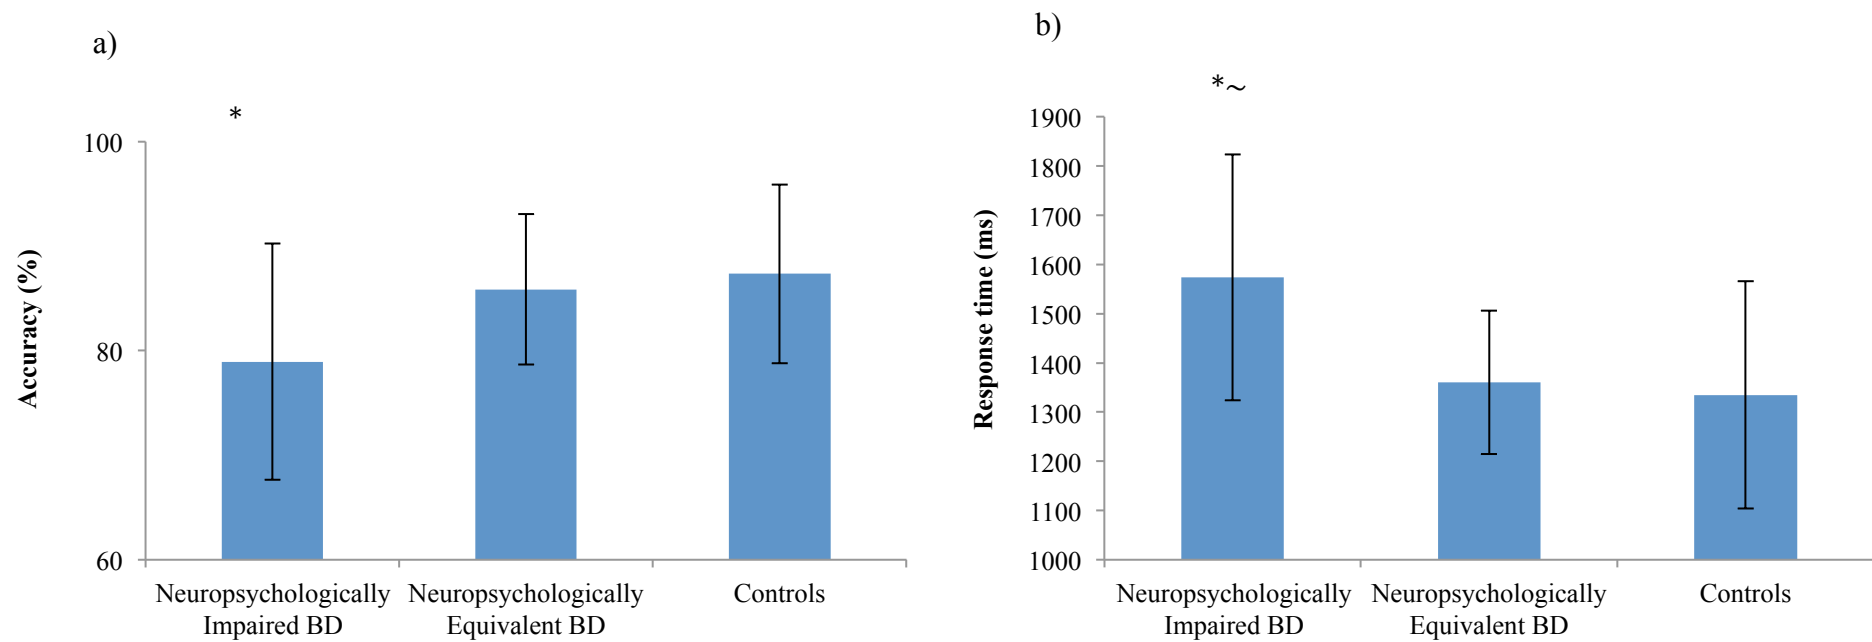 a)
*
100
80
60
Accuracy (%)
Neuropsychologically
Impaired BD
Neuropsychologically
Equivalent BD
Controls
b)
*~
1900
1800
1700
1600
1500
1400
1300
1200
1100
1000
Response time (ms)
Neuropsychologically
Impaired BD
Neuropsychologically
Equivalent BD
Controls